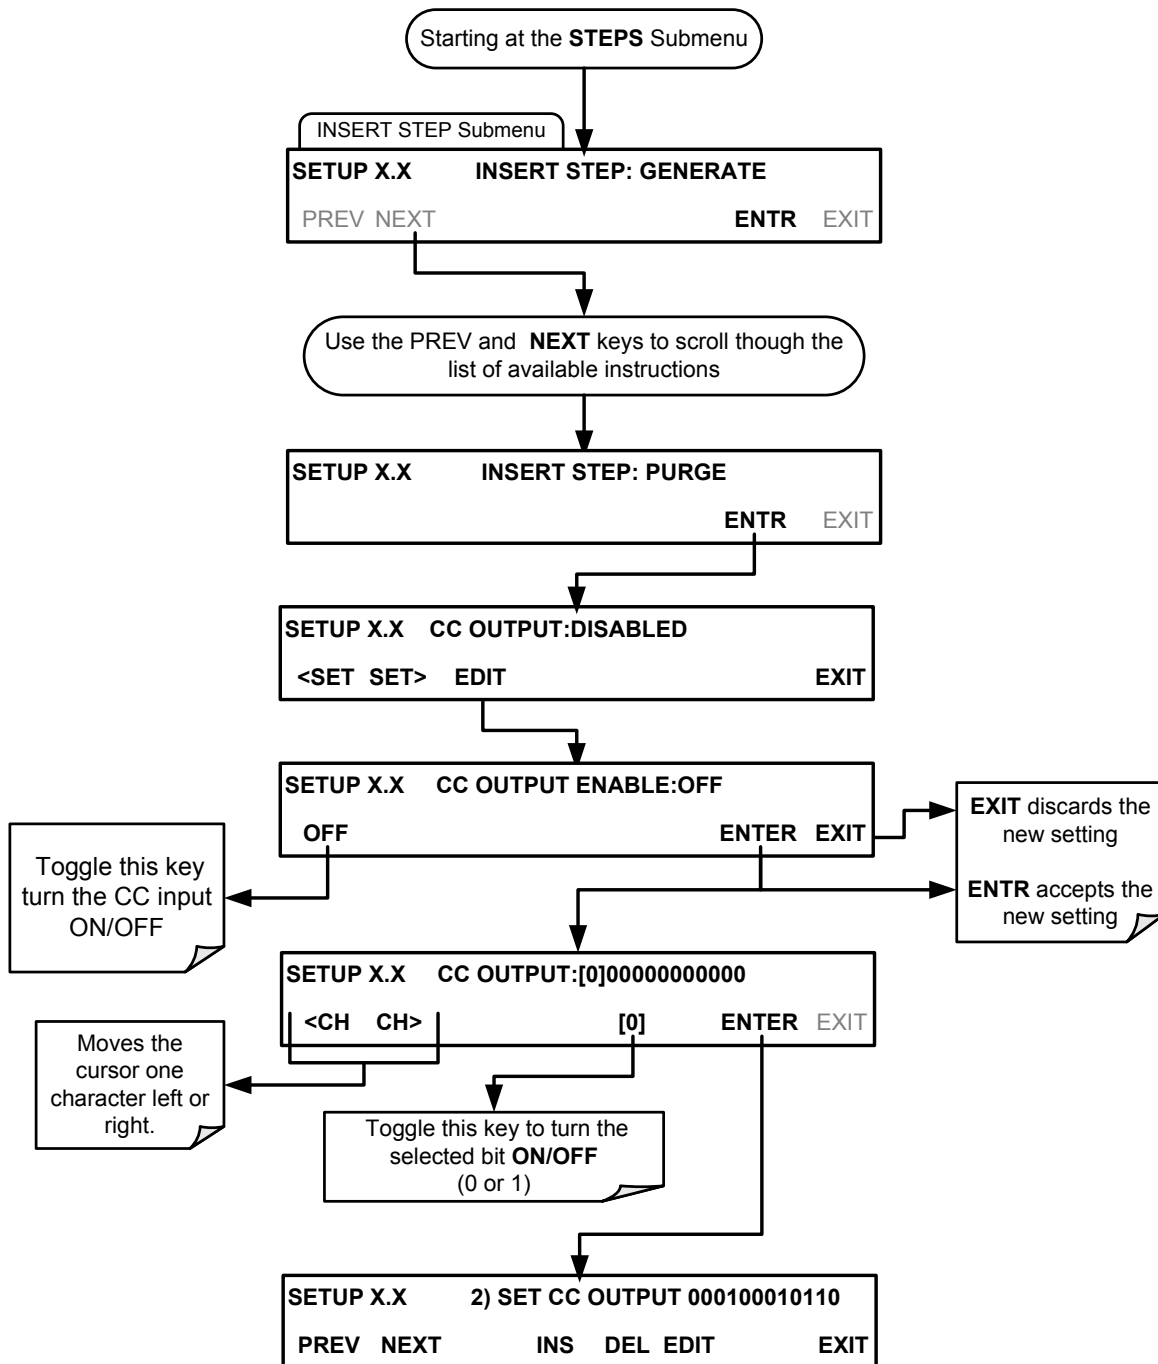 Starting at the STEPS Submenu
INSERT STEP Submenu
SETUP X.X INSERT STEP: GENERATE
PREV NEXT ENTR EXIT
Use the PREV and NEXT keys to scroll though the
list of available instructions
SETUP X.X INSERT STEP: PURGE
ENTR EXIT
SETUP X.X CC OUTPUT:DISABLED
<SET SET> EDIT EXIT
SETUP X.X CC OUTPUT ENABLE:OFF
OFF ENTER EXIT
EXIT discards the
new setting
ENTR accepts the
new setting
Toggle this key
turn the CC input
ON/OFF
SETUP X.X CC OUTPUT:[0]00000000000
<CH CH> [0] ENTER EXIT
Moves the
cursor one
character left or
right.
Toggle this key to turn the
selected bit ON/OFF
(0 or 1)
SETUP X.X 2) SET CC OUTPUT 000100010110
PREV NEXT INS DEL EDIT EXIT